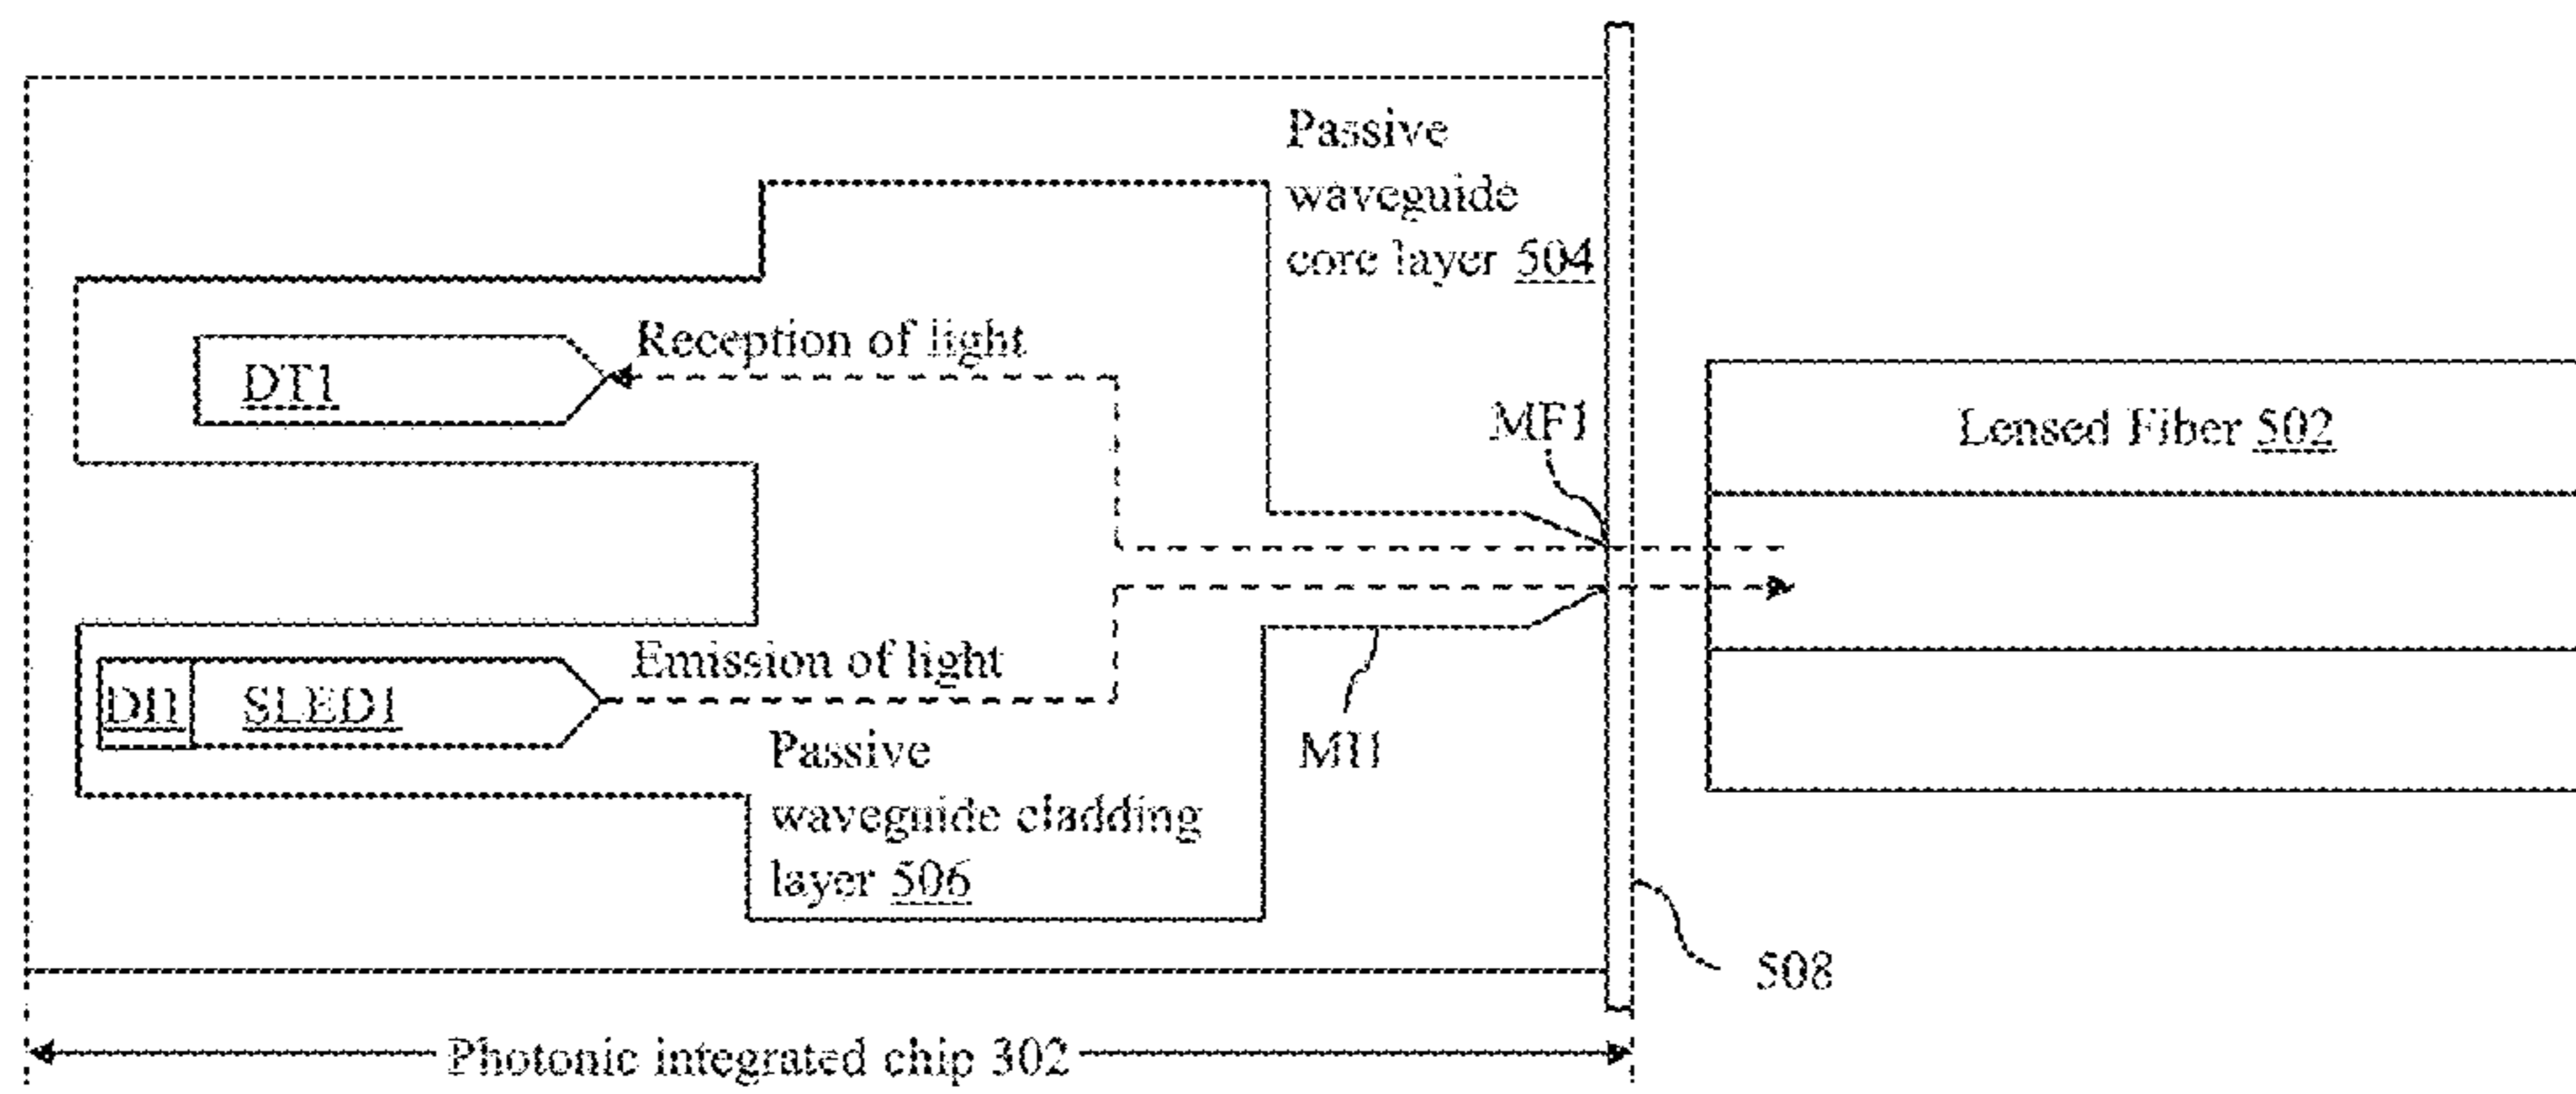 Passive
waveguide
core layer 504
Reception of light
DT1
MF1
Lensed Fiber 502
Emission of light
DI1 SLED1
Passive
waveguide cladding
layer 506
MI1
508
Photonic integrated chip 302